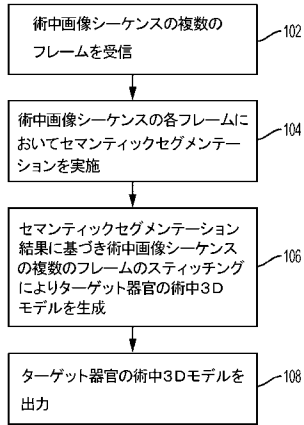 術中画像シーケンスの複数の
フレームを受信
102
術中画像シーケンスの各フレームに
おいてセマンティックセグメンテー
ションを実施
104
セマンティックセグメンテーション
結果に基づき術中画像シーケンス
の複数のフレームのスティッチング
によりターゲット器官の術中3D
モデルを生成
106
ターゲット器官の術中3Dモデルを
出力
108